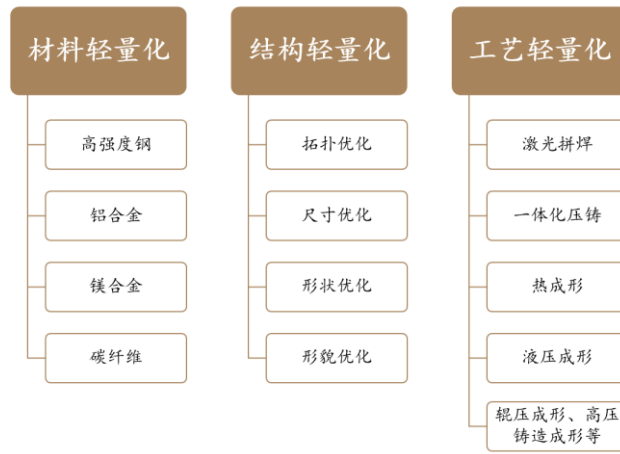 材料轻量化
高强度钢
铝合金
镁合金
碳纤维
结构轻量化
拓扑优化
尺寸优化
形状优化
形貌优化
工艺轻量化
激光拼焊
一体化压铸
热成形
液压成形
辊压成形、高压
铸造成形等